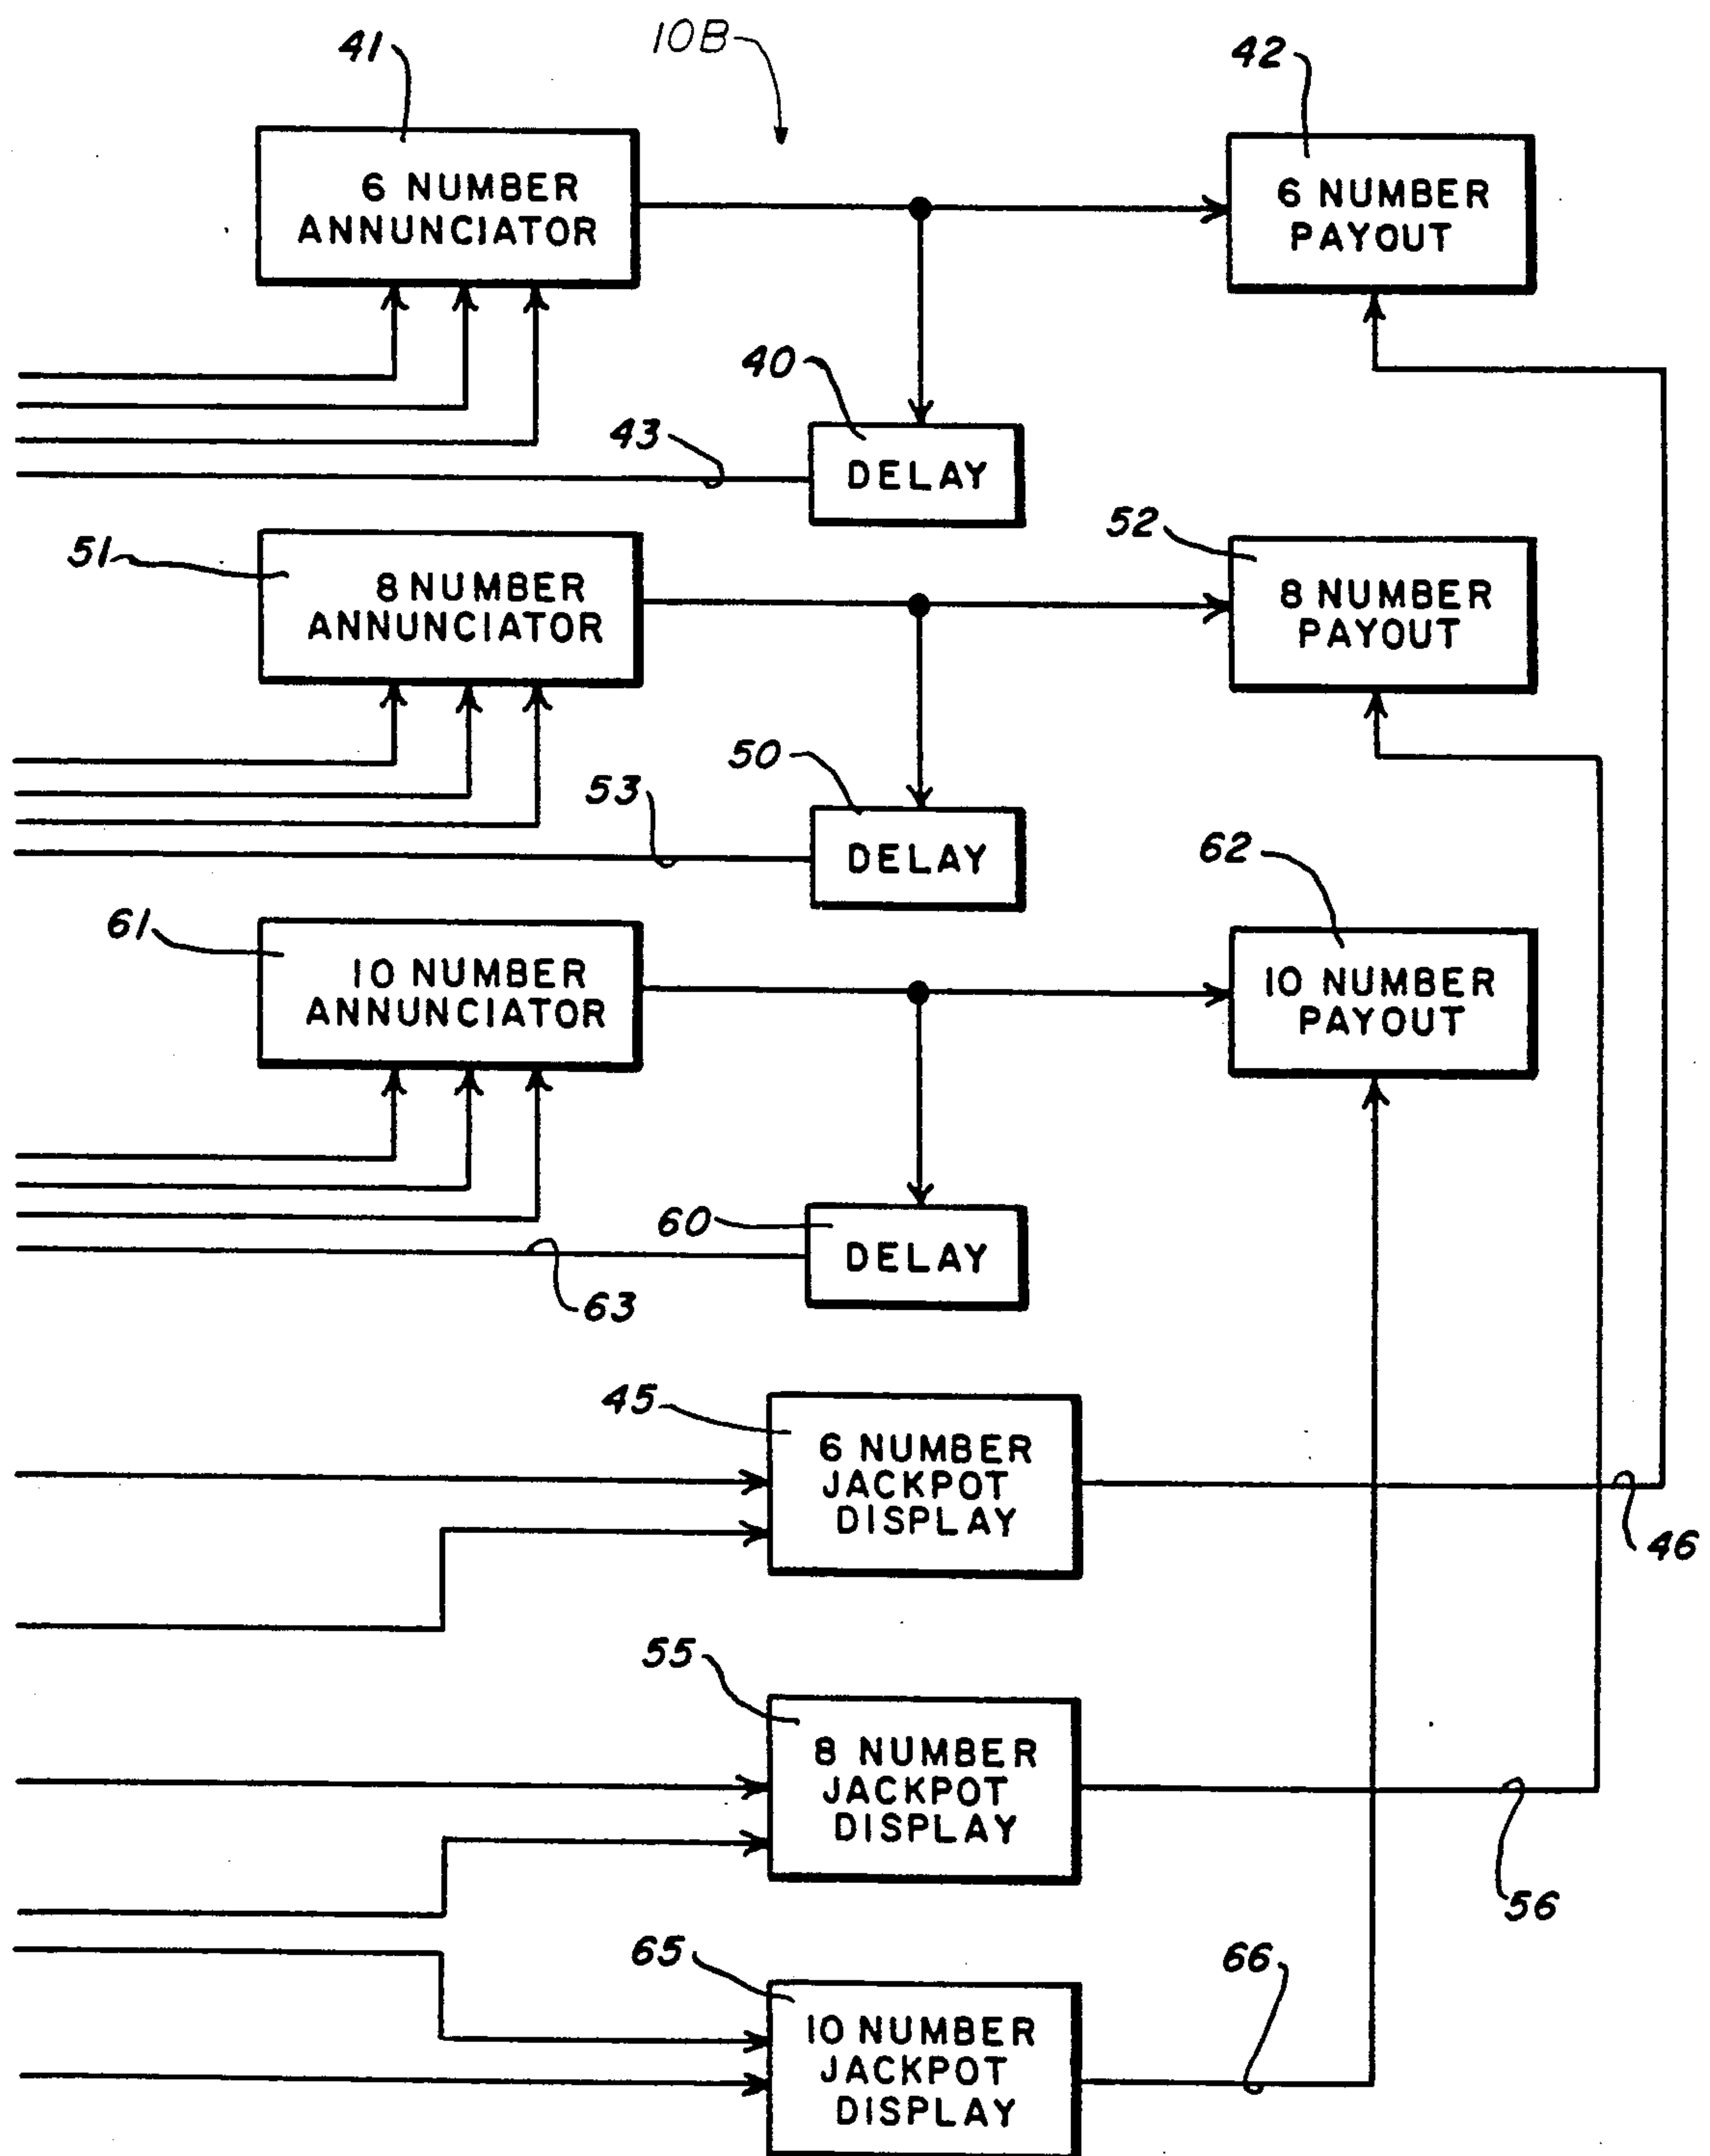 10B
41
6 NUMBER
ANNUNCIATOR
42
6 NUMBER
PAYOUT
40
DELAY
43
51
8 NUMBER
ANNUNCIATOR
52
8 NUMBER
PAYOUT
50
DELAY
53
61
10 NUMBER
ANNUNCIATOR
62
10 NUMBER
PAYOUT
60
DELAY
63
45
6 NUMBER
JACKPOT
DISPLAY
46
55
8 NUMBER
JACKPOT
DISPLAY
56
65
10 NUMBER
JACKPOT
DISPLAY
66